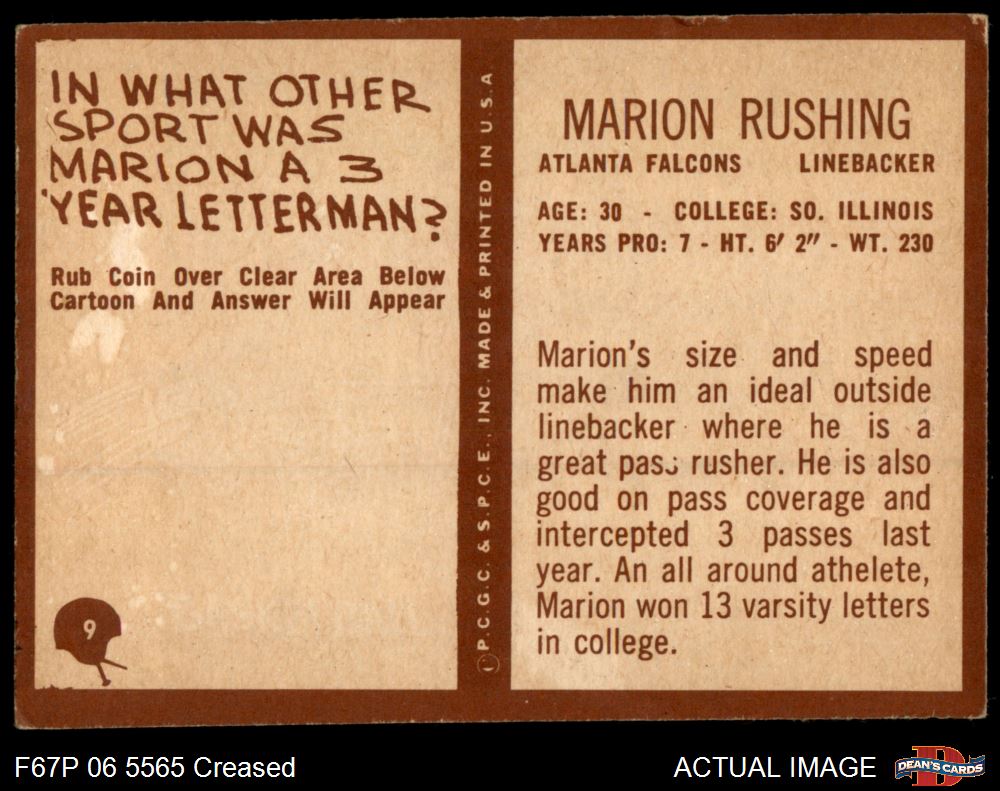 IN WHAT OTHER
SPORT WAS
MARION A 3
YEAR LETTERMAN?
Rub Coin Over Clear Area Below
Cartoon And Answer Will Appear
9
P.C.G.C. & S.P.C.E., INC. MADE & PRINTED IN U.S.A
MARION RUSHING
ATLANTA FALCONS LINEBACKER
AGE: 30 - COLLEGE: SO. ILLINOIS
YEARS PRO: 7 - HT. 6' 2" - WT. 230
Marion's size and speed
make him an ideal outside
linebacker where he is a
great pass rusher. He is also
good on pass coverage and
intercepted 3 passes last
year. An all around athelete,
Marion won 13 varsity letters
in college.
F67P 06 5565 Creased
ACTUAL IMAGE
D
DEAN'S CARDS